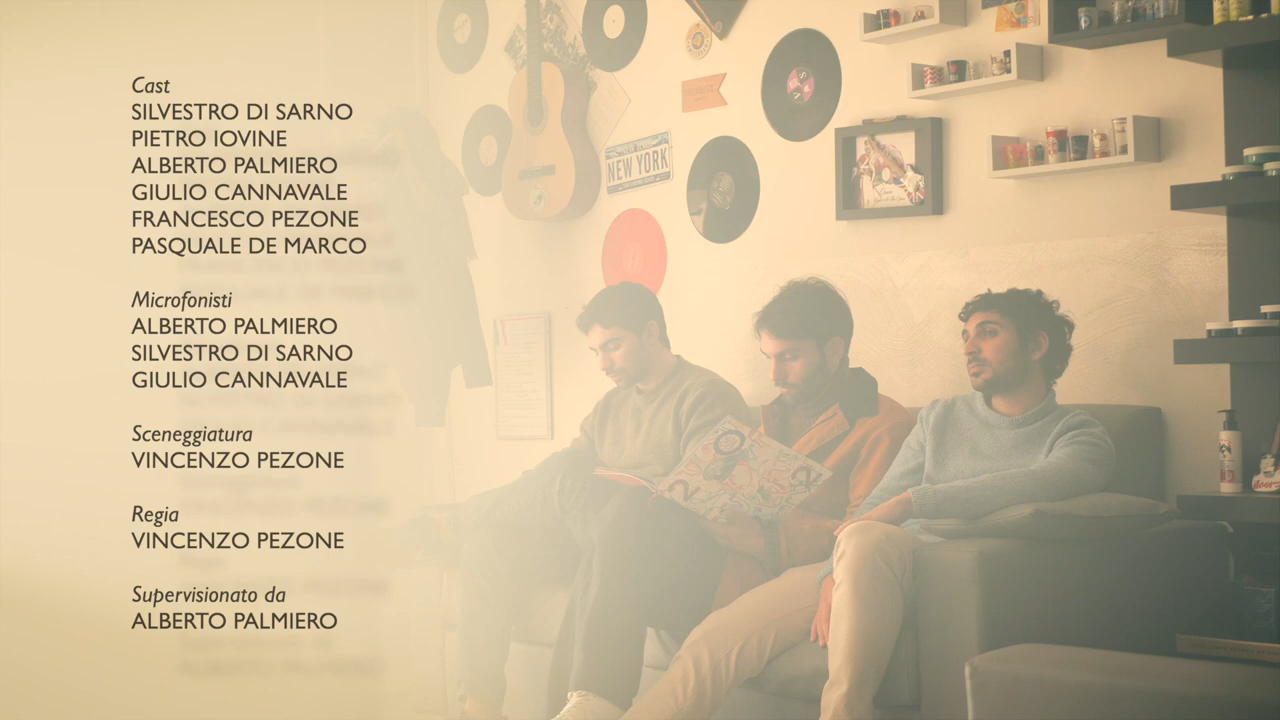 Cast
SILVESTRO DI SARNO
PIETRO IOVINE
ALBERTO PALMIERO
GIULIO CANNAVALE
FRANCESCO PEZONE
PASQUALE DE MARCO
Microfonisti
ALBERTO PALMIERO
SILVESTRO DI SARNO
GIULIO CANNAVALE
Sceneggiatura
VINCENZO PEZONE
Regia
VINCENZO PEZONE
Supervisionato da
ALBERTO PALMIERO
NEW YORK